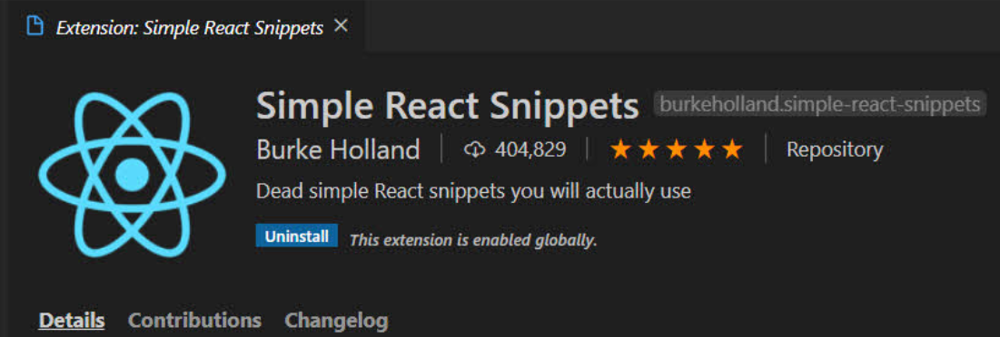 Extension: Simple React Snippets ×
Simple React Snippets burkeholland.simple-react-snippets
Burke Holland 404,829 ★★★★★ Repository
Dead simple React snippets you will actually use
Uninstall This extension is enabled globally.
Details Contributions Changelog